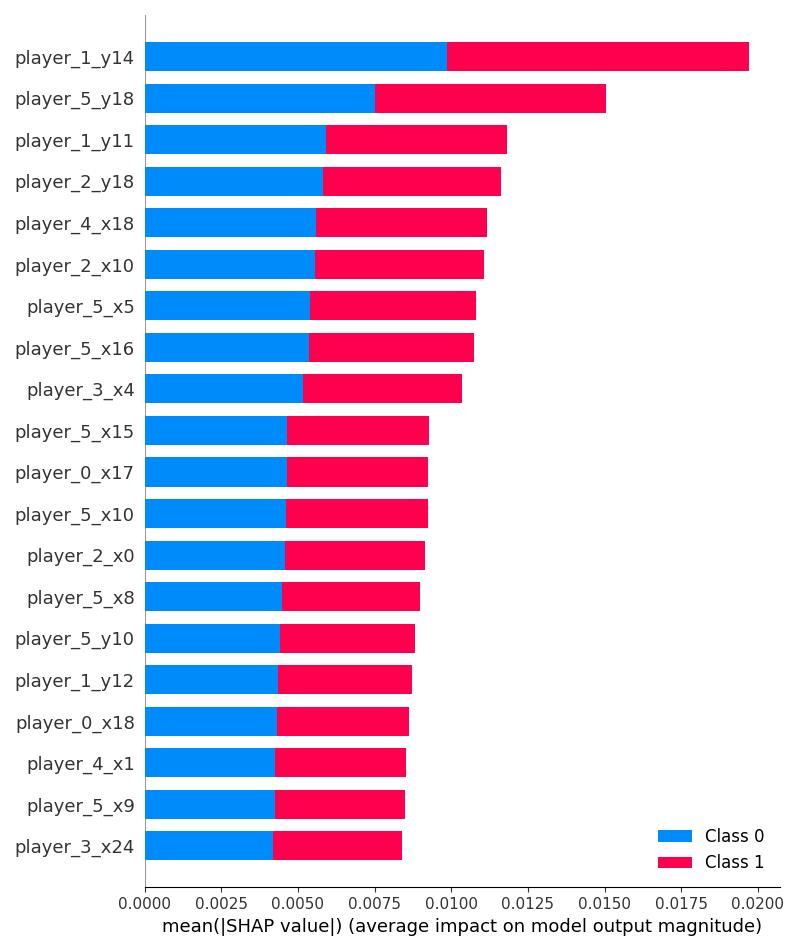 player_1_y14
player_5_y18
player_1_y11
player_2_y18
player_4_x18
player_2_x10
player_5_x5
player_5_x16
player_3_x4
player_5_x15
player_0_x17
player_5_x10
player_2_x0
player_5_x8
player_5_y10
player_1_y12
player_0_x18
player_4_x1
player_5_x9
player_3_x24
Class 0
Class 1
0.0000 0.0025 0.0050 0.0075 0.0100 0.0125 0.0150 0.0175 0.0200
mean(|SHAP value|) (average impact on model output magnitude)